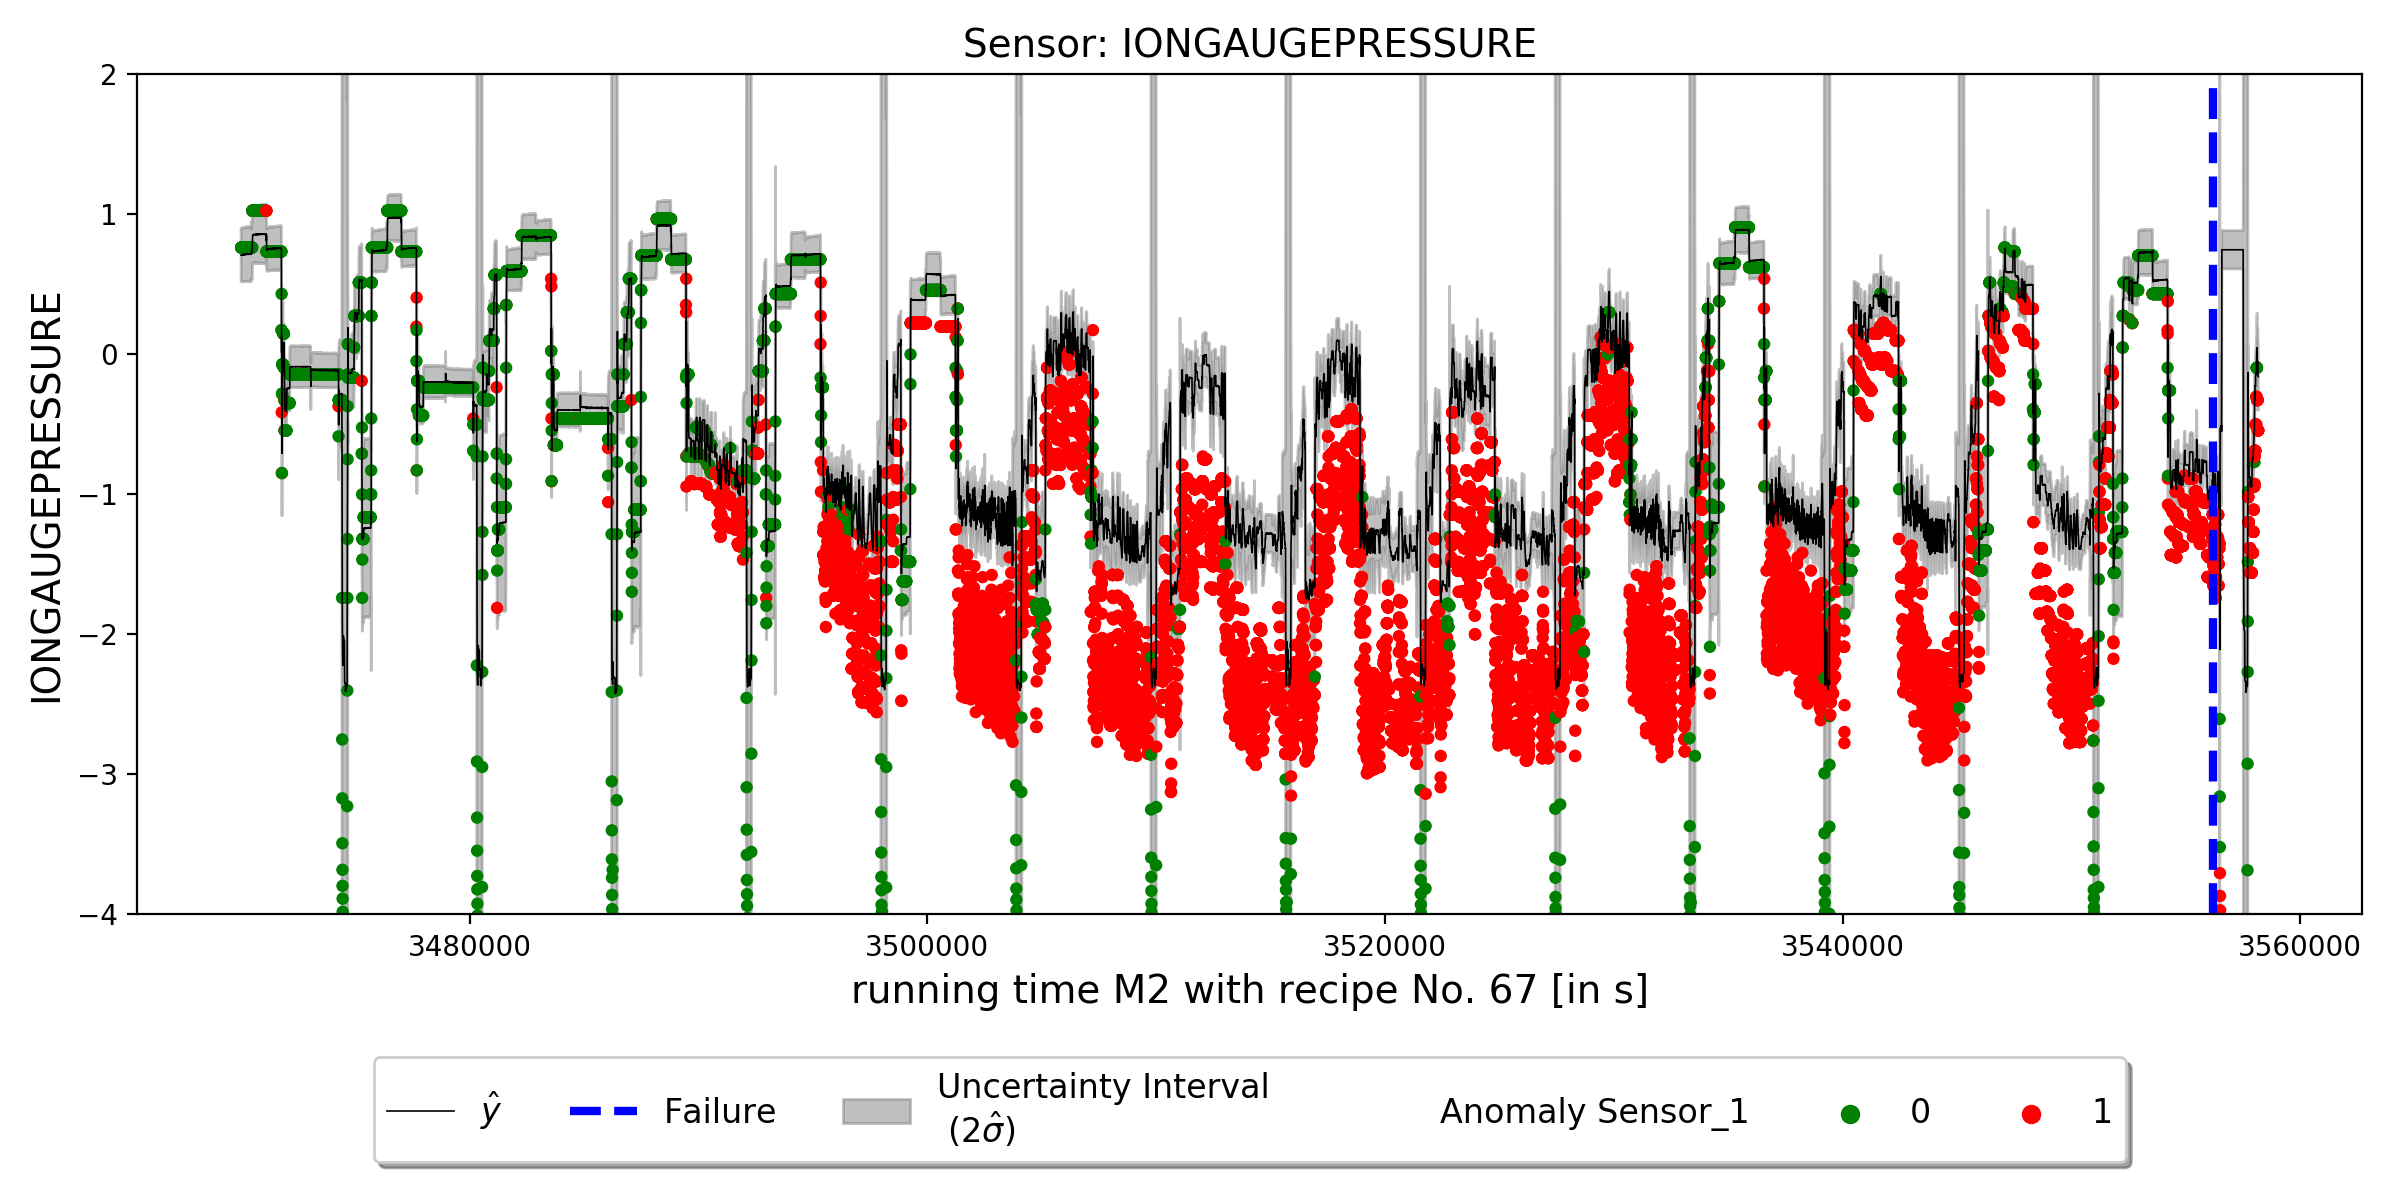 Sensor: IONGAUGEPRESSURE
IONGAUGEPRESSURE
2
1
0
−1
−2
−3
−4
3480000 3500000 3520000 3540000 3560000
running time M2 with recipe No. 67 [in s]
ŷ Failure Uncertainty Interval
(2σ̂) Anomaly Sensor_1 0 1